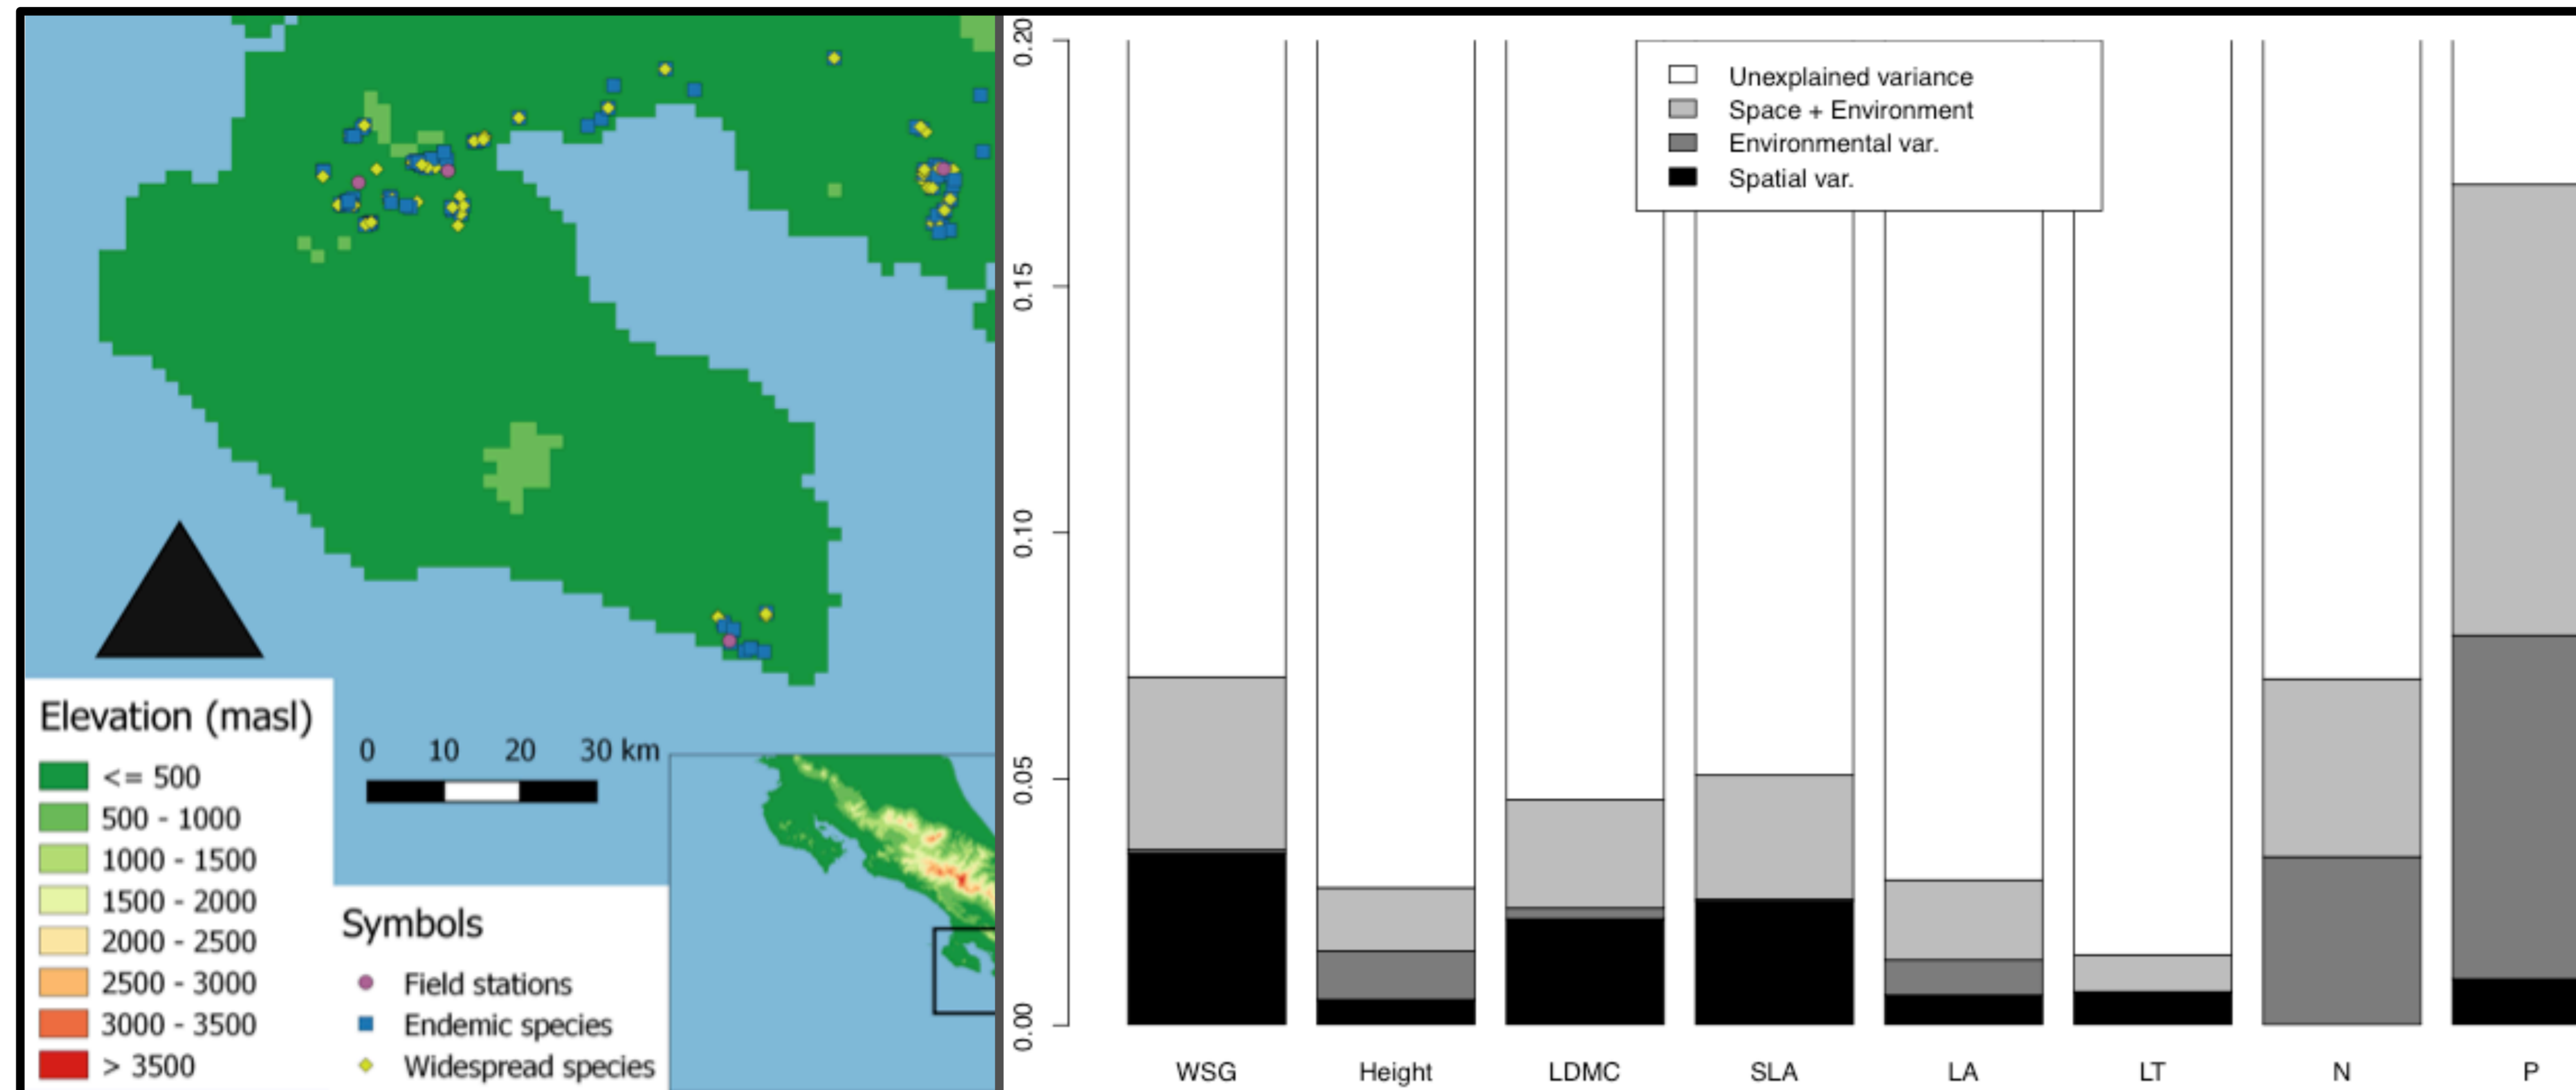 Elevation (masl)
<= 500
500 - 1000
1000 - 1500
1500 - 2000
2000 - 2500
2500 - 3000
3000 - 3500
> 3500
0 10 20 30 km
Symbols
Field stations
Endemic species
Widespread species
0.20
0.15
0.10
0.05
0.00
Unexplained variance
Space + Environment
Environmental var.
Spatial var.
WSG Height LDMC SLA LA LT N P